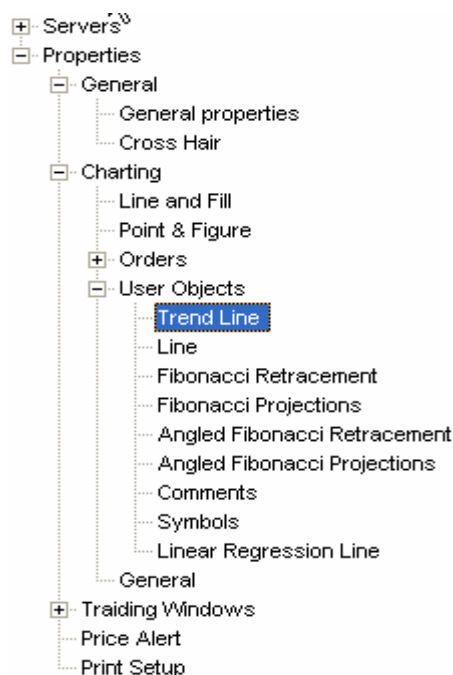 Servers
Properties
General
General properties
Cross Hair
Charting
Line and Fill
Point & Figure
Orders
User Objects
Trend Line
Line
Fibonacci Retracement
Fibonacci Projections
Angled Fibonacci Retracement
Angled Fibonacci Projections
Comments
Symbols
Linear Regression Line
General
Traiding Windows
Price Alert
Print Setup